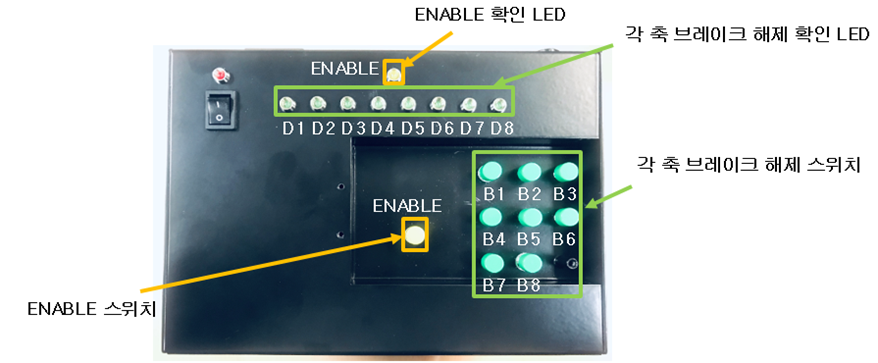 ENABLE 확인 LED
각 축 브레이크 해제 확인 LED
ENABLE
D1 D2 D3 D4 D5 D6 D7 D8
각 축 브레이크 해제 스위치
B1 B2 B3
ENABLE
B4 B5 B6
B7 B8
ENABLE 스위치
I
O